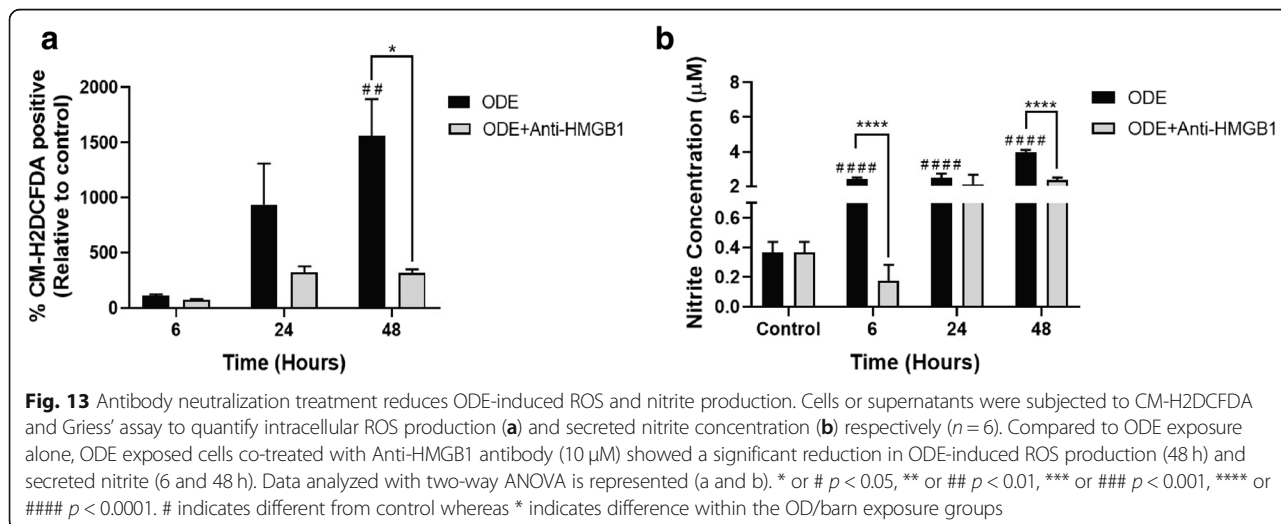 a
*
2000
##
ODE
ODE+Anti-HMGB1
1500
1000
500
0
% CM-H2DCFDA positive
(Relative to control)
6
24
48
Time (Hours)
b
8
6
4
2
0.6
0.4
0.2
0.0
Nitrite Concentration (μM)
****
****
####
####
####
ODE
ODE+Anti-HMGB1
Control
6
24
48
Time (Hours)
Fig. 13 Antibody neutralization treatment reduces ODE-induced ROS and nitrite production. Cells or supernatants were subjected to CM-H2DCFDA
and Griess’ assay to quantify intracellular ROS production (a) and secreted nitrite concentration (b) respectively (n = 6). Compared to ODE exposure
alone, ODE exposed cells co-treated with Anti-HMGB1 antibody (10 μM) showed a significant reduction in ODE-induced ROS production (48 h) and
secreted nitrite (6 and 48 h). Data analyzed with two-way ANOVA is represented (a and b). * or # p < 0.05, ** or ## p < 0.01, *** or ### p < 0.001, **** or
#### p < 0.0001. # indicates different from control whereas * indicates difference within the OD/barn exposure groups